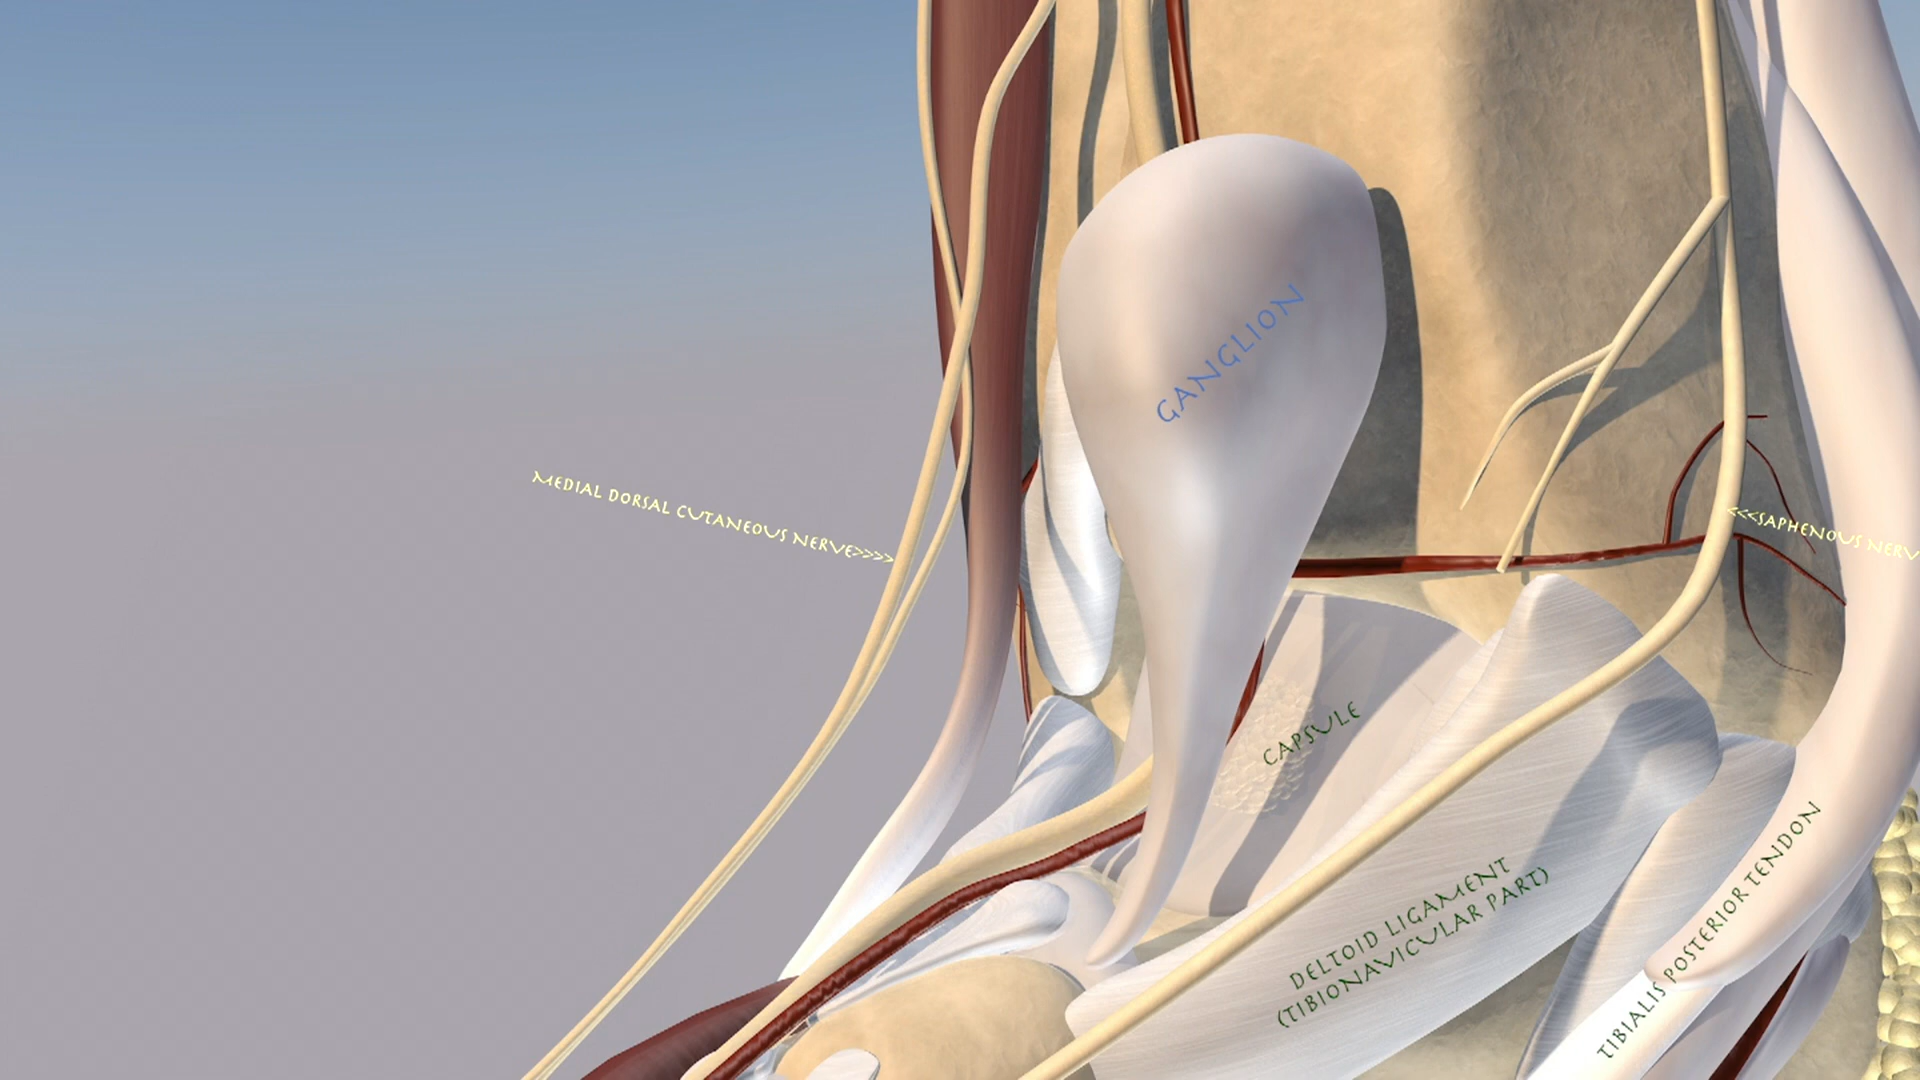 GANGLION
MEDIAL DORSAL CUTANEOUS NERVE>>>>
<<<SAPHENOUS NERV
CAPSULE
DELTOID LIGAMENT
(TIBIONAVICULAR PART)
TIBIALIS POSTERIOR TENDON